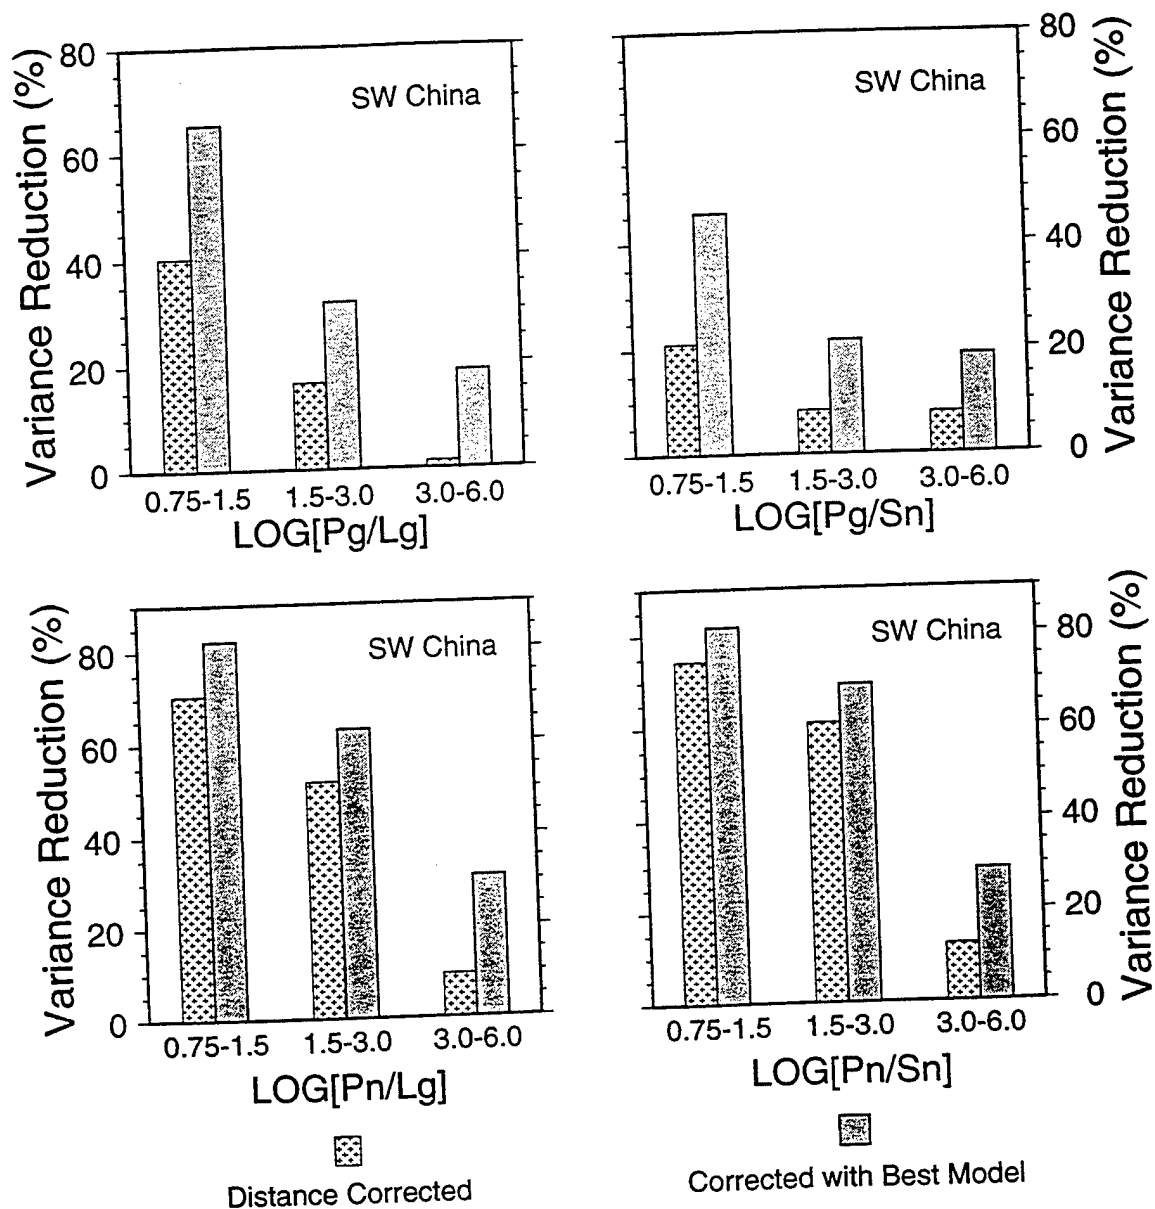 Variance Reduction (%)
80
60
40
20
0
SW China
0.75-1.5 1.5-3.0 3.0-6.0
LOG[Pg/Lg]
SW China
80
60
40
20
0
Variance Reduction (%)
0.75-1.5 1.5-3.0 3.0-6.0
LOG[Pg/Sn]
Variance Reduction (%)
80
60
40
20
0
SW China
0.75-1.5 1.5-3.0 3.0-6.0
LOG[Pn/Lg]
SW China
80
60
40
20
0
Variance Reduction (%)
0.75-1.5 1.5-3.0 3.0-6.0
LOG[Pn/Sn]
Distance Corrected
Corrected with Best Model